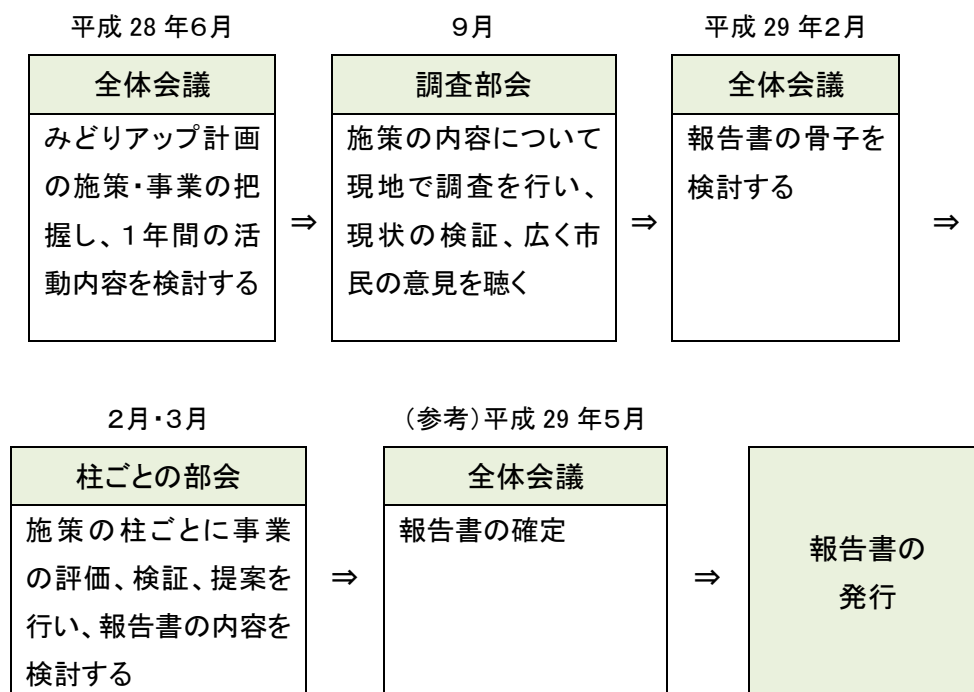 平成 28 年６月
全体会議
みどりアップ計画
の施策・事業の把
握し、１年間の活
動内容を検討する
⇒
９月
調査部会
施策の内容について
現地で調査を行い、
現状の検証、広く市
民の意見を聴く
⇒
平成 29 年２月
全体会議
報告書の骨子を
検討する
⇒
２月・３月
柱ごとの部会
施策の柱ごとに事業
の評価、検証、提案を
行い、報告書の内容を
検討する
⇒
（参考）平成 29 年５月
全体会議
報告書の確定
⇒
報告書の
発行